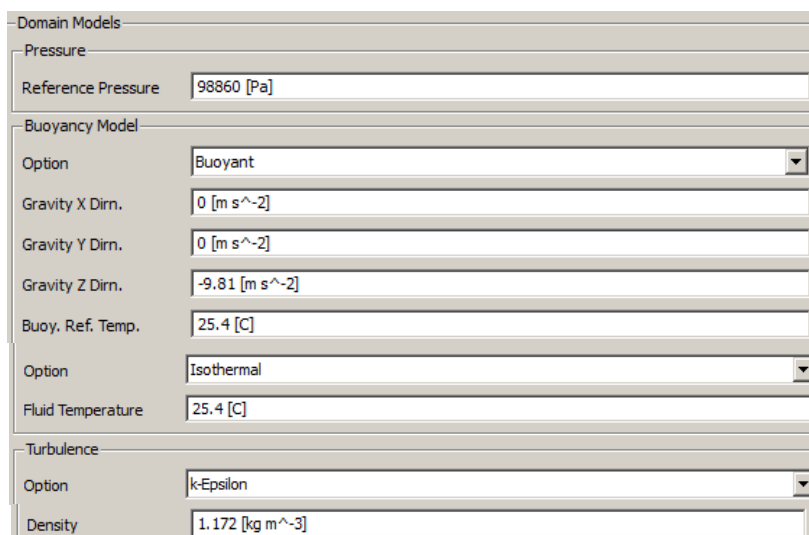 Domain Models
Pressure
Reference Pressure 98860 [Pa]
Buoyancy Model
Option Buoyant
Gravity X Dirn. 0 [m s^-2]
Gravity Y Dirn. 0 [m s^-2]
Gravity Z Dirn. -9.81 [m s^-2]
Buoy. Ref. Temp. 25.4 [C]
Option Isothermal
Fluid Temperature 25.4 [C]
Turbulence
Option k-Epsilon
Density 1.172 [kg m^-3]